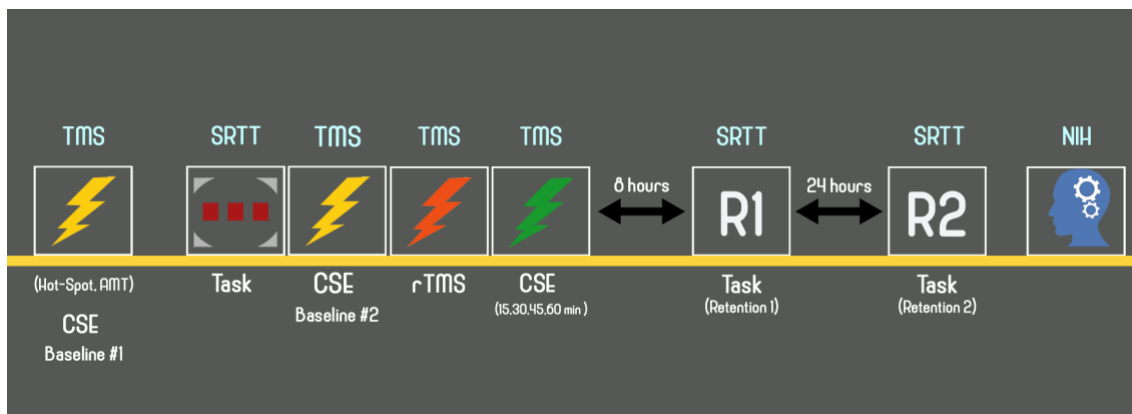 TMS SRTT TMS TMS TMS SRTT SRTT NIH
8 hours 24 hours
R1 R2
(Hot-Spot, AMT) Task CSE rTMS CSE Task Task
Baseline #2 (15,30,45,60 min ) (Retention 1) (Retention 2)
CSE
Baseline #1